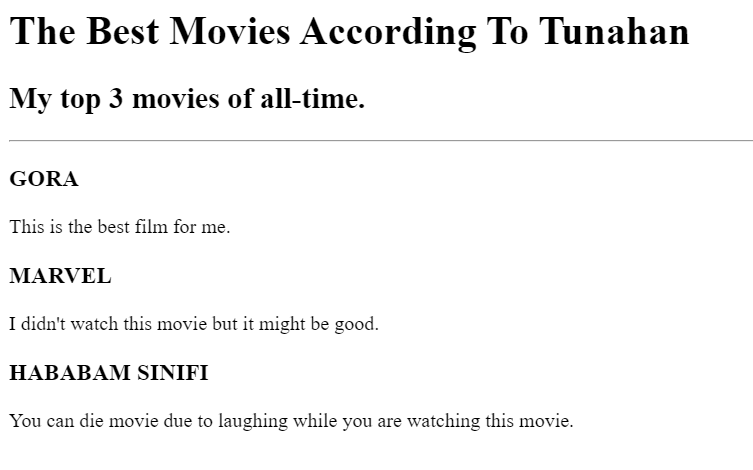 The Best Movies According To Tunahan
My top 3 movies of all-time.
GORA
This is the best film for me.
MARVEL
I didn't watch this movie but it might be good.
HABABAM SINIFI
You can die movie due to laughing while you are watching this movie.